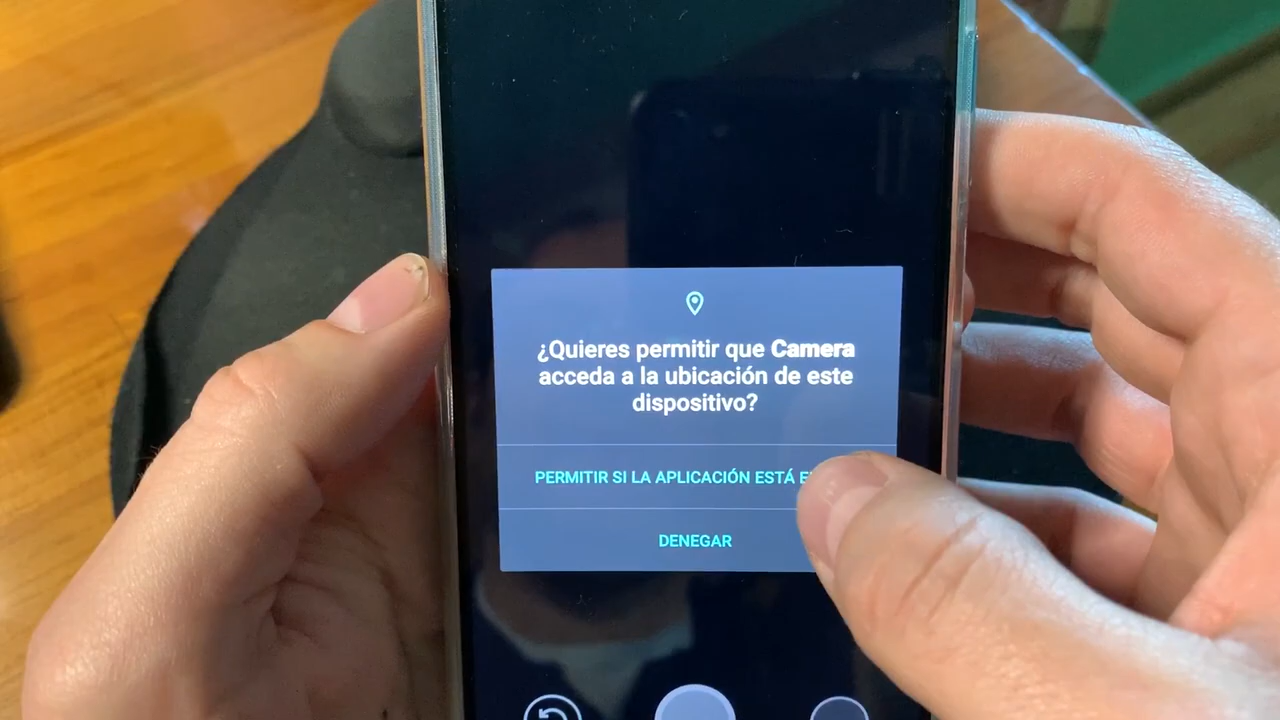 ¿Quieres permitir que Camera
acceda a la ubicación de este
dispositivo?
PERMITIR SI LA APLICACIÓN ESTÁ
DENEGAR